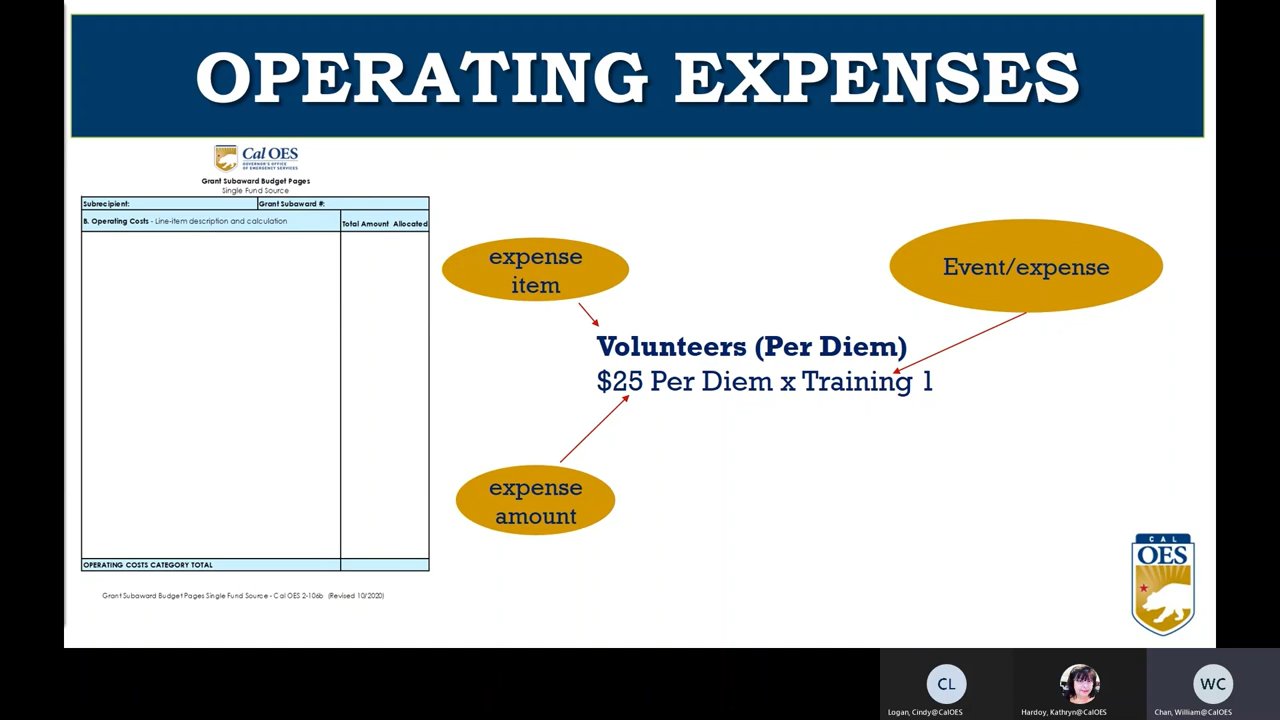 OPERATING EXPENSES
Cal OES
GOVERNOR'S OFFICE
OF EMERGENCY SERVICES
Grant Subaward Budget Pages
Single Fund Source
Subrecipient: Grant Subaward #:
B. Operating Costs - Line-item description and calculation Total Amount Allocated
expense
item
Event/expense
Volunteers (Per Diem)
$25 Per Diem x Training 1
expense
amount
OPERATING COSTS CATEGORY TOTAL
Grant Subaward Budget Pages Single Fund Source - Cal OES 2-106b (Revised 10/2020)
CAL
OES
CL
WC
Logan, Cindy@CalOES
Hardoy, Kathryn@CalOES
Chan, William@CalOES